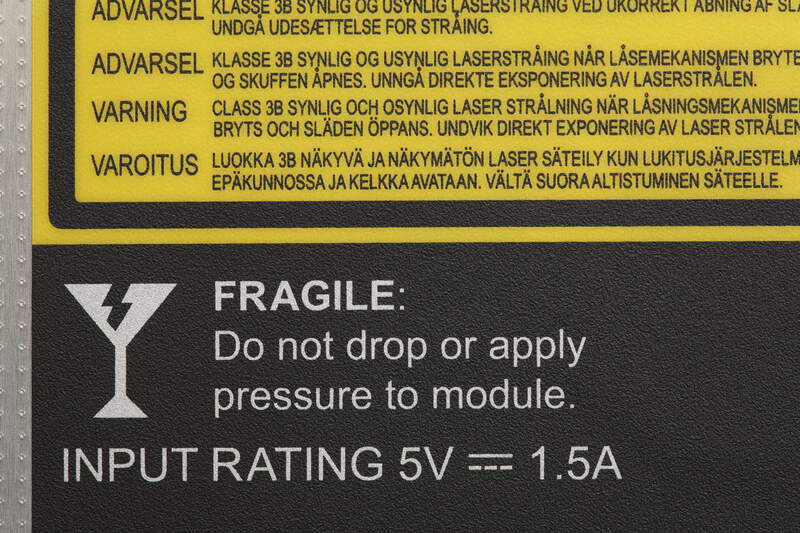 ADVARSEL KLASSE 3B SYNLIG OG USYNLIG LASERSTRÅING VED UKORREKT ÅBNING AF
UNDGÅ UDESÆTTELSE FOR STRÅING.
ADVARSEL KLASSE 3B SYNLIG OG USYNLIG LASERSTRÅING NÅR LÅSEMEKANISMEN BRYTE
OG SKUFFEN ÅPNES. UNNGÅ DIREKTE EKSPONERING AV LASERSTRÅLEN.
VARNING CLASS 3B SYNLIG OCH OSYNLIG LASER STRÅLNING NÄR LÅSNINGSMEKANISME
BRYTS OCH SLÄDEN ÖPPANS. UNDVIK DIREKT EXPONERING AV LASER STRÅLEN
VAROITUS LUOKKA 3B NÄKYVÄ JA NÄKYMÄTÖN LASER SÄTEILY KUN LUKITUSJÄRJESTELM
EPÄKUNNOSSA JA KELKKA AVATAAN. VÄLTÄ SUORA ALTISTUMINEN SÄTEELLE.
FRAGILE:
Do not drop or apply
pressure to module.
INPUT RATING 5V ⎓ 1.5A